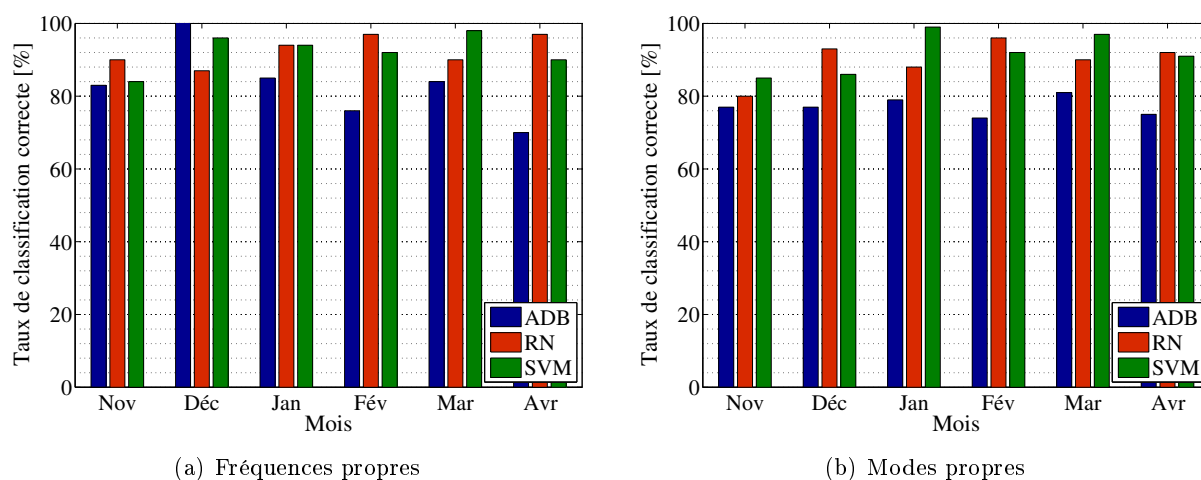 Taux de classification correcte [%]
100
80
60
40
20
0
Nov Déc Jan Fév Mar Avr
Mois
ADB
RN
SVM
(a) Fréquences propres
Taux de classification correcte [%]
100
80
60
40
20
0
Nov Déc Jan Fév Mar Avr
Mois
ADB
RN
SVM
(b) Modes propres